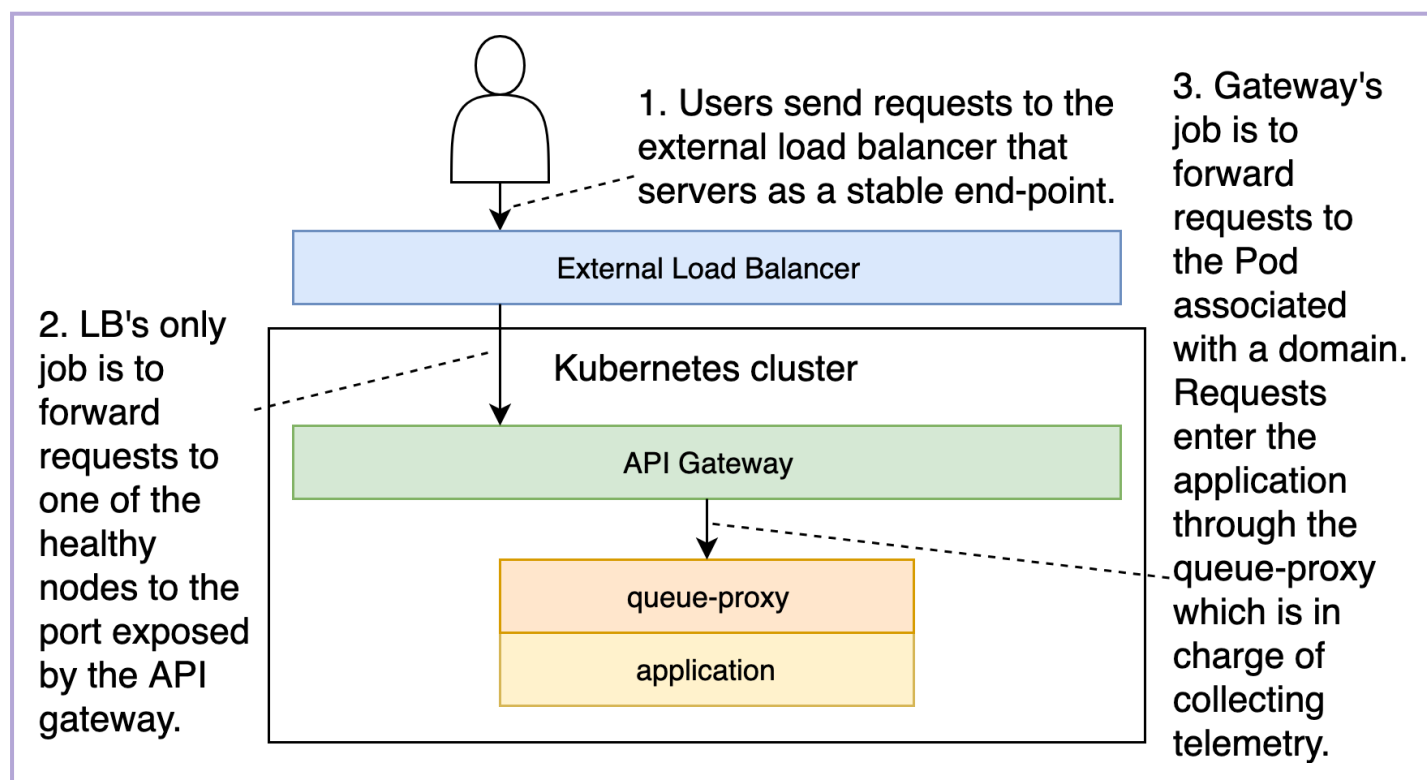 1. Users send requests to the
external load balancer that
servers as a stable end-point.
External Load Balancer
2. LB's only
job is to
forward
requests to
one of the
healthy
nodes to the
port exposed
by the API
gateway.
Kubernetes cluster
API Gateway
queue-proxy
application
3. Gateway's
job is to
forward
requests to
the Pod
associated
with a domain.
Requests
enter the
application
through the
queue-proxy
which is in
charge of
collecting
telemetry.